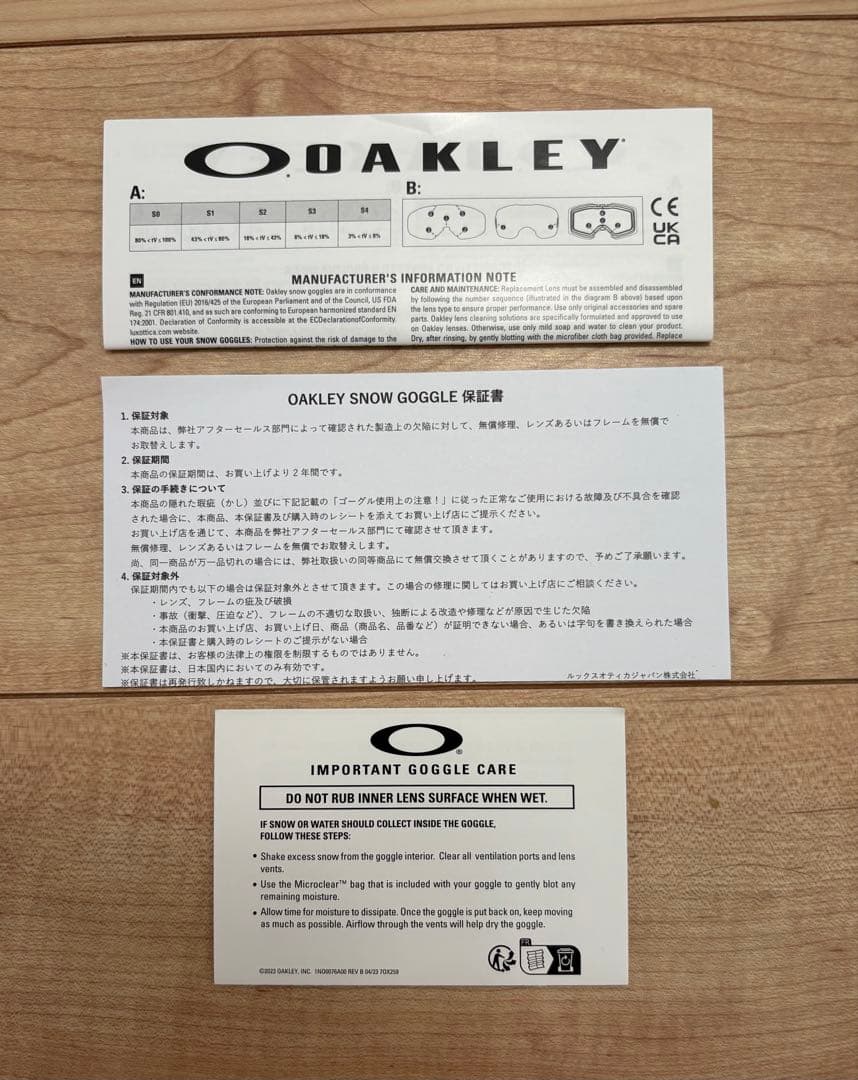 OAKLEY
A:
B:
S0 S1 S2 S3 S4
80% < tV ≤ 100% 43% < tV ≤ 80% 18% < tV ≤ 43% 8% < tV ≤ 18% 3% < tV ≤ 8%
CE
UK
CA
EN
MANUFACTURER'S INFORMATION NOTE
MANUFACTURER'S CONFORMANCE NOTE: Oakley snow goggles are in conformance
with Regulation (EU) 2016/425 of the European Parliament and of the Council, US FDA
Reg. 21 CFR 801.410, and as such are conforming to European harmonized standard EN
174:2001. Declaration of Conformity is accessible at the ECDeclarationofConformity.
luxottica.com website.
HOW TO USE YOUR SNOW GOGGLES: Protection against the risk of damage to the
CARE AND MAINTENANCE: Replacement Lens must be assembled and disassembled
by following the number sequence (illustrated in the diagram B above) based upon
the lens type to ensure proper performance. Use only original accessories and spare
parts. Oakley lens cleaning solutions are specifically formulated and approved to use
on Oakley lenses. Otherwise, use only mild soap and water to clean your product.
Dry, after rinsing, by gently blotting with the microfiber cloth bag provided. Replace
OAKLEY SNOW GOGGLE 保証書
1. 保証対象
本商品は、弊社アフターセールス部門によって確認された製造上の欠陥に対して、無償修理、レンズあるいはフレームを無償で
お取替えします。
2. 保証期間
本商品の保証期間は、お買い上げより2年間です。
3. 保証の手続きについて
本商品の隠れた瑕疵（かし）並びに下記記載の「ゴーグル使用上の注意！」に従った正常なご使用における故障及び不具合を確認
された場合に、本商品、本保証書及び購入時のレシートを添えてお買い上げ店にご提示ください。
お買い上げ店を通じて、本商品を弊社アフターセールス部門にて確認させて頂きます。
無償修理、レンズあるいはフレームを無償でお取替えします。
尚、同一商品が万一品切れの場合には、弊社取扱いの同等商品にて無償交換させて頂くことがありますので、予めご了承願います。
4. 保証対象外
保証期間内でも以下の場合は保証対象外とさせて頂きます。この場合の修理に関してはお買い上げ店にご相談ください。
・レンズ、フレームの疵及び破損
・事故（衝撃、圧迫など）、フレームの不適切な取扱い、独断による改造や修理などが原因で生じた欠陥
・本商品のお買い上げ店、お買い上げ日、商品（商品名、品番など）が証明できない場合、あるいは字句を書き換えられた場合
・本保証書と購入時のレシートのご提示がない場合
※本保証書は、お客様の法律上の権限を制限するものではありません。
※本保証書は、日本国内においてのみ有効です。
※保証書は再発行致しかねますので、大切に保管されますようお願い申し上げます。
ルックスオティカジャパン株式会社
IMPORTANT GOGGLE CARE
DO NOT RUB INNER LENS SURFACE WHEN WET.
IF SNOW OR WATER SHOULD COLLECT INSIDE THE GOGGLE,
FOLLOW THESE STEPS:
• Shake excess snow from the goggle interior. Clear all ventilation ports and lens
vents.
• Use the Microclear™ bag that is included with your goggle to gently blot any
remaining moisture.
• Allow time for moisture to dissipate. Once the goggle is put back on, keep moving
as much as possible. Airflow through the vents will help dry the goggle.
FR
©2023 OAKLEY, INC. 1NO0076A00 REV B 04/23 7OX259